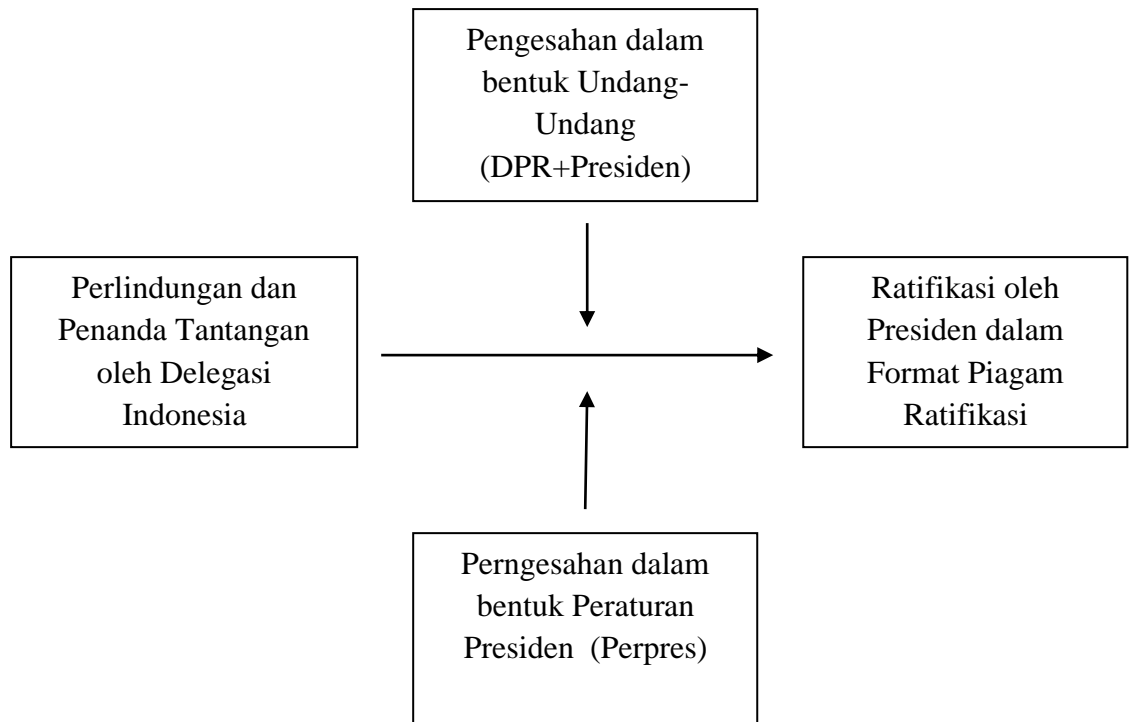 Pengesahan dalam
bentuk Undang-
Undang
(DPR+Presiden)
Perlindungan dan
Penanda Tantangan
oleh Delegasi
Indonesia
Ratifikasi oleh
Presiden dalam
Format Piagam
Ratifikasi
Perngesahan dalam
bentuk Peraturan
Presiden (Perpres)